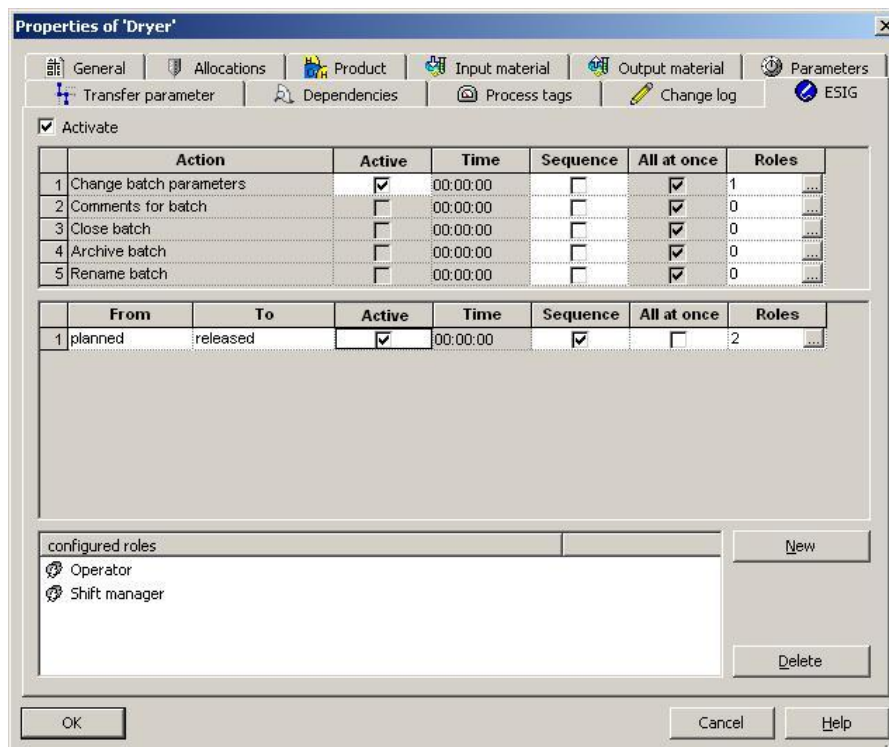 Properties of 'Dryer'
General Allocations Product Input material Output material Parameters
Transfer parameter Dependencies Process tags Change log ESIG
Activate
Action Active Time Sequence All at once Roles
1 Change batch parameters 00:00:00 1 ...
2 Comments for batch 00:00:00 0 ...
3 Close batch 00:00:00 0 ...
4 Archive batch 00:00:00 0 ...
5 Rename batch 00:00:00 0 ...
From To Active Time Sequence All at once Roles
1 planned released 00:00:00 2 ...
configured roles
New
Operator
Shift manager
Delete
OK Cancel Help